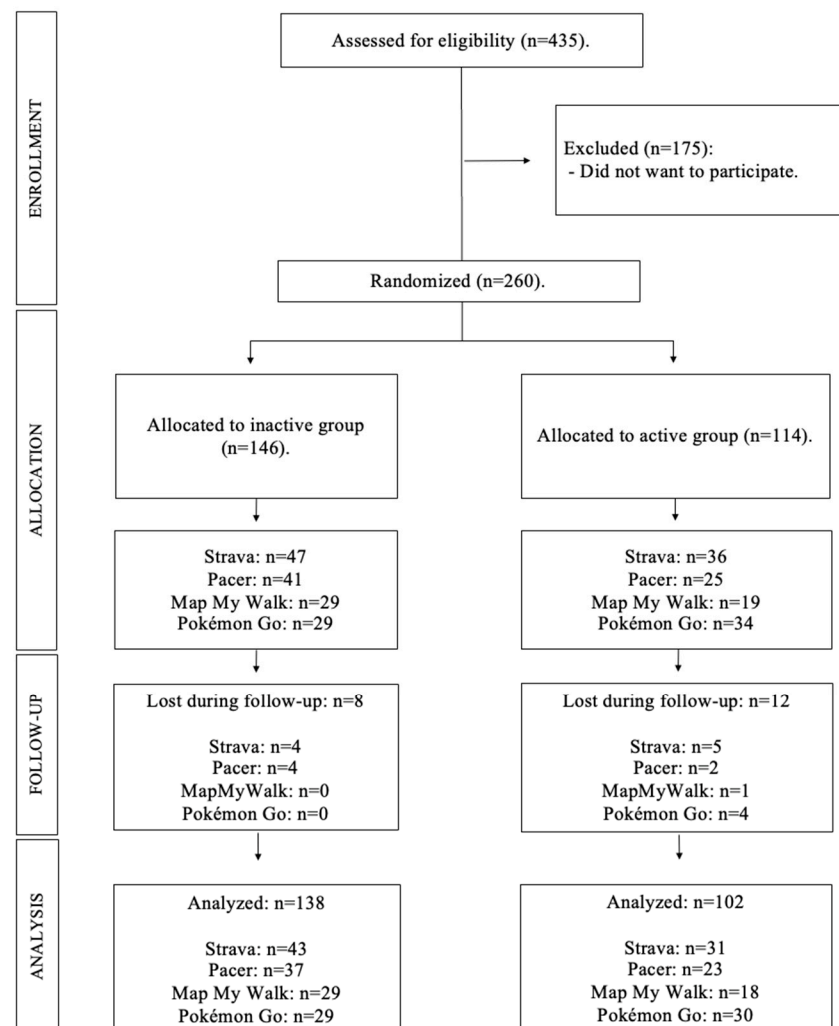 ENROLLMENT
Assessed for eligibility (n=435).
Excluded (n=175):
- Did not want to participate.
Randomized (n=260).
ALLOCATION
Allocated to inactive group
(n=146).
Allocated to active group (n=114).
Strava: n=47
Pacer: n=41
Map My Walk: n=29
Pokémon Go: n=29
Strava: n=36
Pacer: n=25
Map My Walk: n=19
Pokémon Go: n=34
FOLLOW-UP
Lost during follow-up: n=8
Strava: n=4
Pacer: n=4
MapMyWalk: n=0
Pokémon Go: n=0
Lost during follow-up: n=12
Strava: n=5
Pacer: n=2
MapMyWalk: n=1
Pokémon Go: n=4
ANALYSIS
Analyzed: n=138
Strava: n=43
Pacer: n=37
Map My Walk: n=29
Pokémon Go: n=29
Analyzed: n=102
Strava: n=31
Pacer: n=23
Map My Walk: n=18
Pokémon Go: n=30